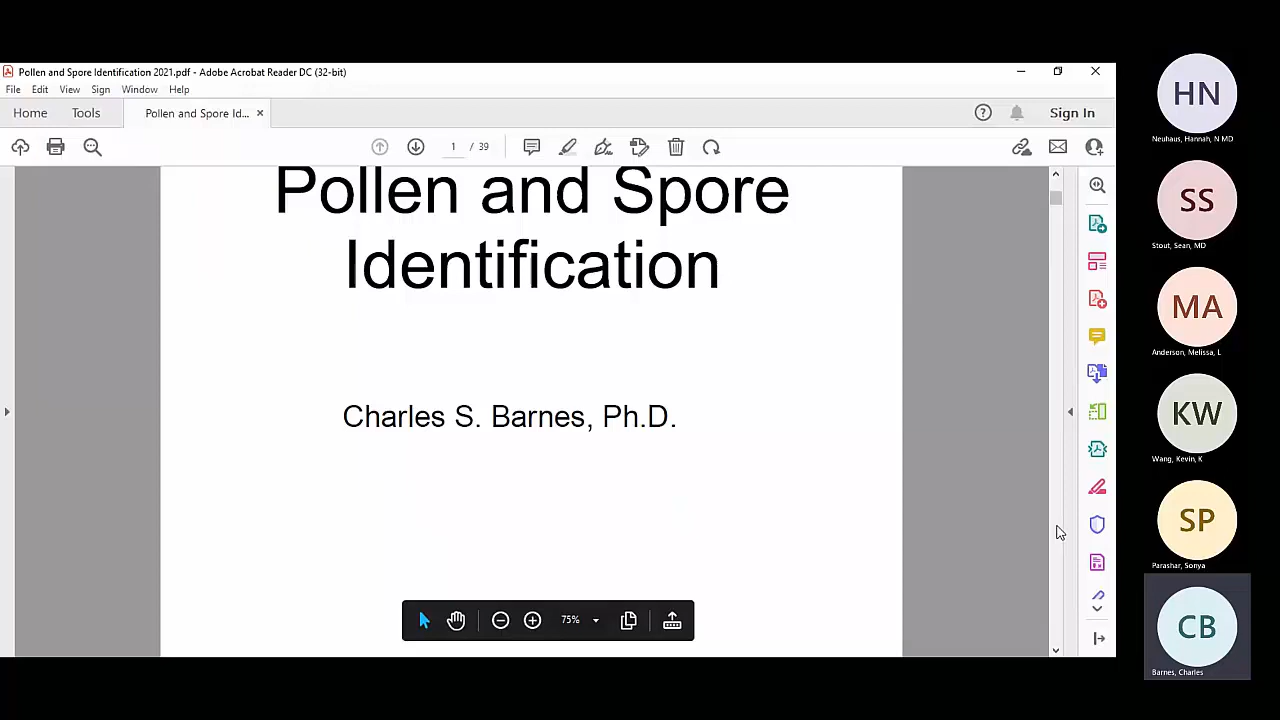 Pollen and Spore Identification 2021.pdf - Adobe Acrobat Reader DC (32-bit)
File Edit View Sign Window Help
Home Tools Pollen and Spore Id... Sign In
1 / 39
Pollen and Spore
Identification
Charles S. Barnes, Ph.D.
75%
HN
Neuhaus, Hannah, N MD
SS
Stout, Sean, MD
MA
Anderson, Melissa, L
KW
Wang, Kevin, K
SP
Parashar, Sonya
CB
Barnes, Charles